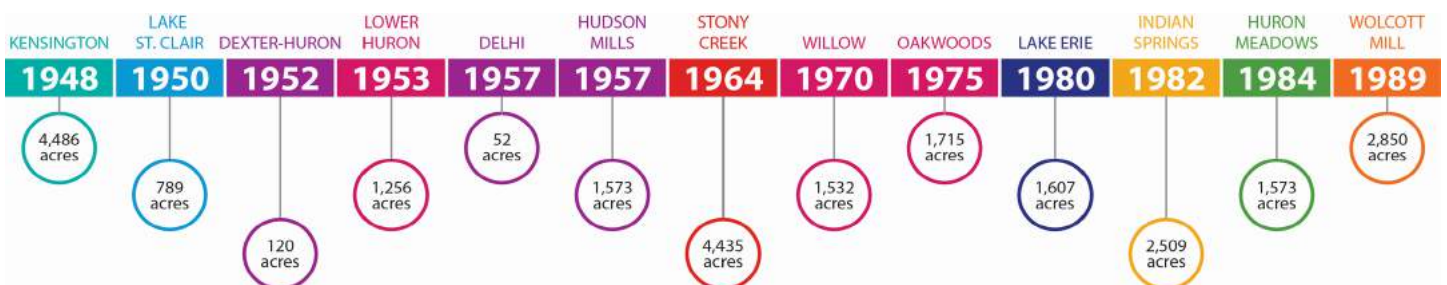 KENSINGTON
1948
4,486
acres
LAKE
ST. CLAIR
1950
789
acres
DEXTER-HURON
1952
120
acres
LOWER
HURON
1953
1,256
acres
DELHI
1957
52
acres
HUDSON
MILLS
1957
1,573
acres
STONY
CREEK
1964
4,435
acres
WILLOW
1970
1,532
acres
OAKWOODS
1975
1,715
acres
LAKE ERIE
1980
1,607
acres
INDIAN
SPRINGS
1982
2,509
acres
HURON
MEADOWS
1984
1,573
acres
WOLCOTT
MILL
1989
2,850
acres